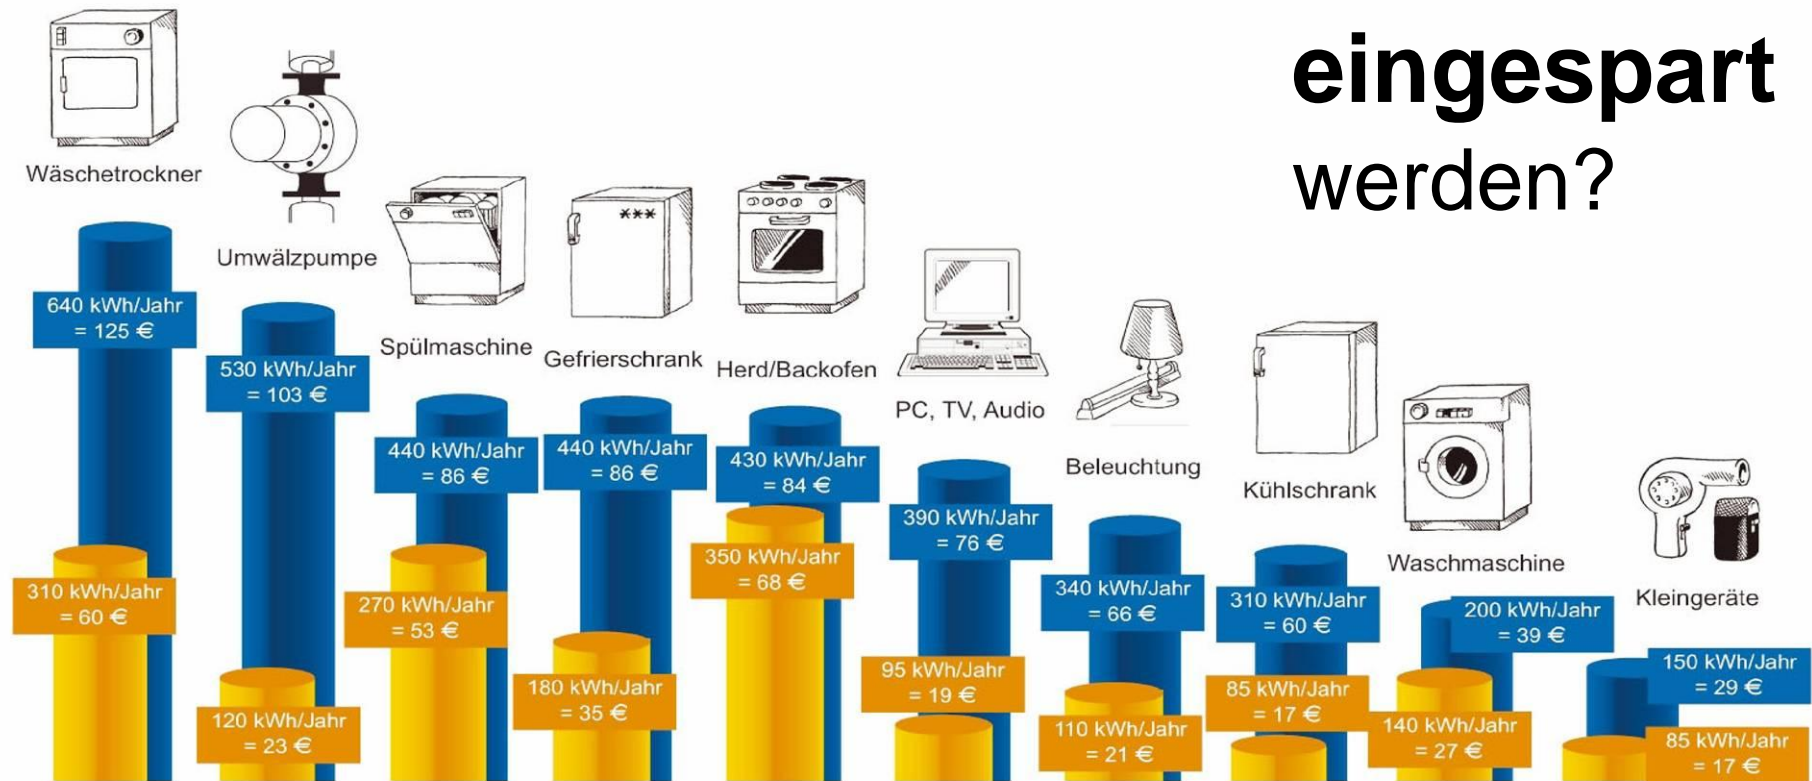 eingespart
werden?
Wäschetrockner
640 kWh/Jahr
= 125 €
310 kWh/Jahr
= 60 €
Umwälzpumpe
530 kWh/Jahr
= 103 €
120 kWh/Jahr
= 23 €
Spülmaschine
440 kWh/Jahr
= 86 €
270 kWh/Jahr
= 53 €
Gefrierschrank
440 kWh/Jahr
= 86 €
180 kWh/Jahr
= 35 €
Herd/Backofen
430 kWh/Jahr
= 84 €
350 kWh/Jahr
= 68 €
PC, TV, Audio
390 kWh/Jahr
= 76 €
95 kWh/Jahr
= 19 €
Beleuchtung
340 kWh/Jahr
= 66 €
110 kWh/Jahr
= 21 €
Kühlschrank
310 kWh/Jahr
= 60 €
85 kWh/Jahr
= 17 €
Waschmaschine
200 kWh/Jahr
= 39 €
140 kWh/Jahr
= 27 €
Kleingeräte
150 kWh/Jahr
= 29 €
85 kWh/Jahr
= 17 €